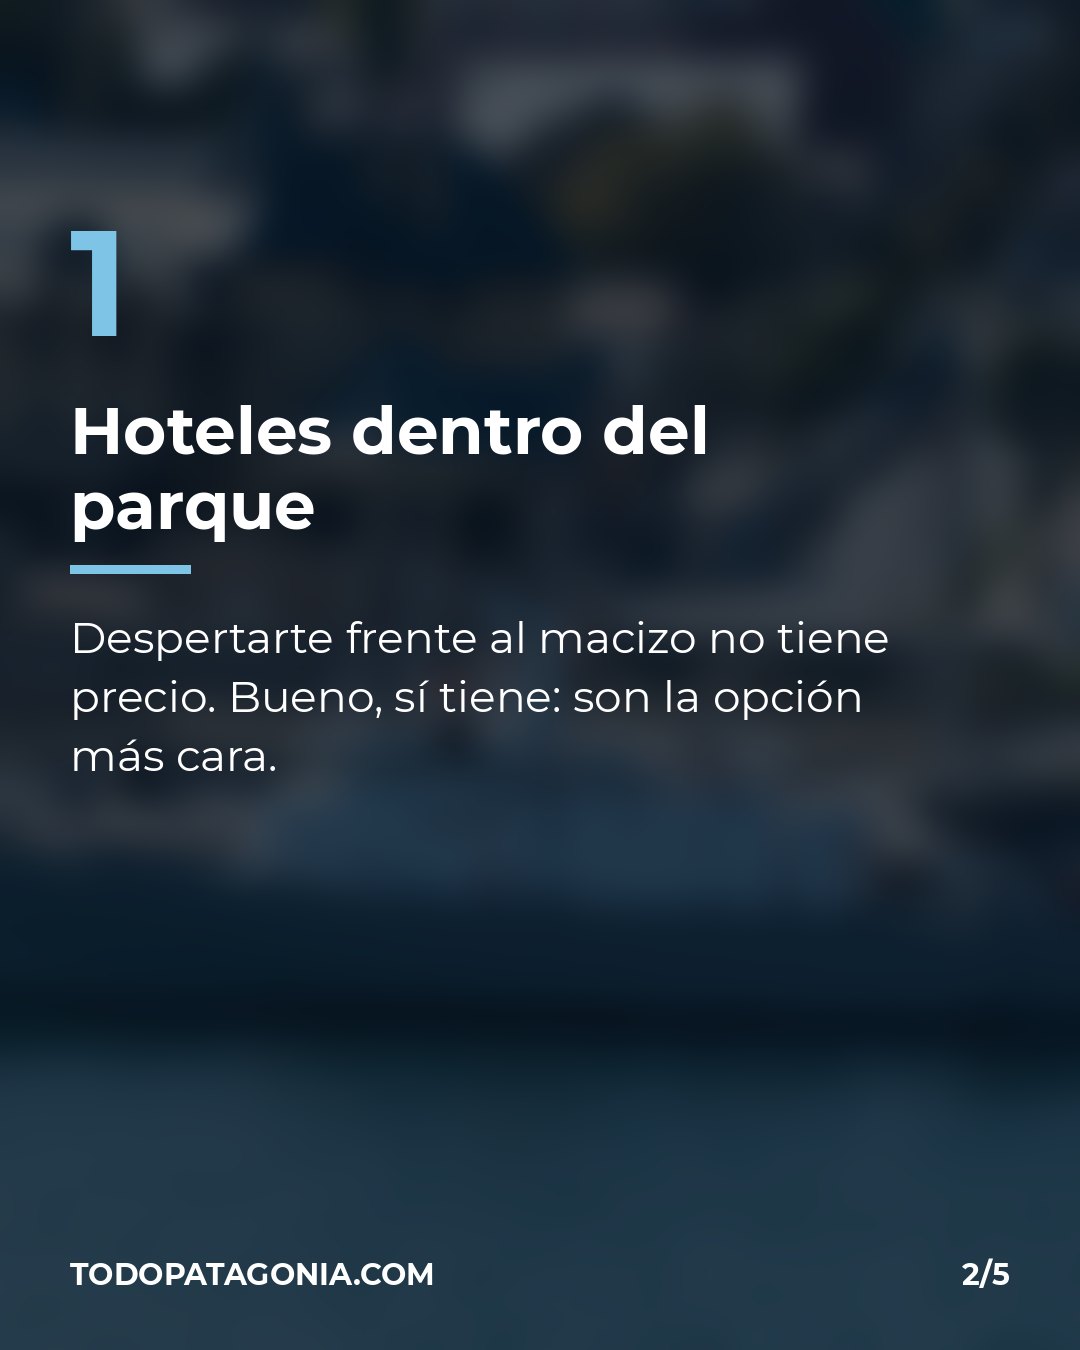 1
Hoteles dentro del
parque
Despertarte frente al macizo no tiene
precio. Bueno, sí tiene: son la opción
más cara.
TODOPATAGONIA.COM
2/5